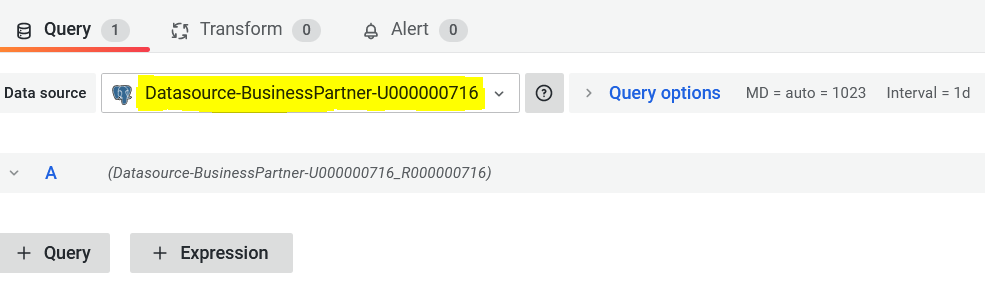 Query 1 Transform 0 Alert 0
Data source Datasource-BusinessPartner-U000000716 ? > Query options MD = auto = 1023 Interval = 1d
A (Datasource-BusinessPartner-U000000716_R000000716)
+ Query + Expression